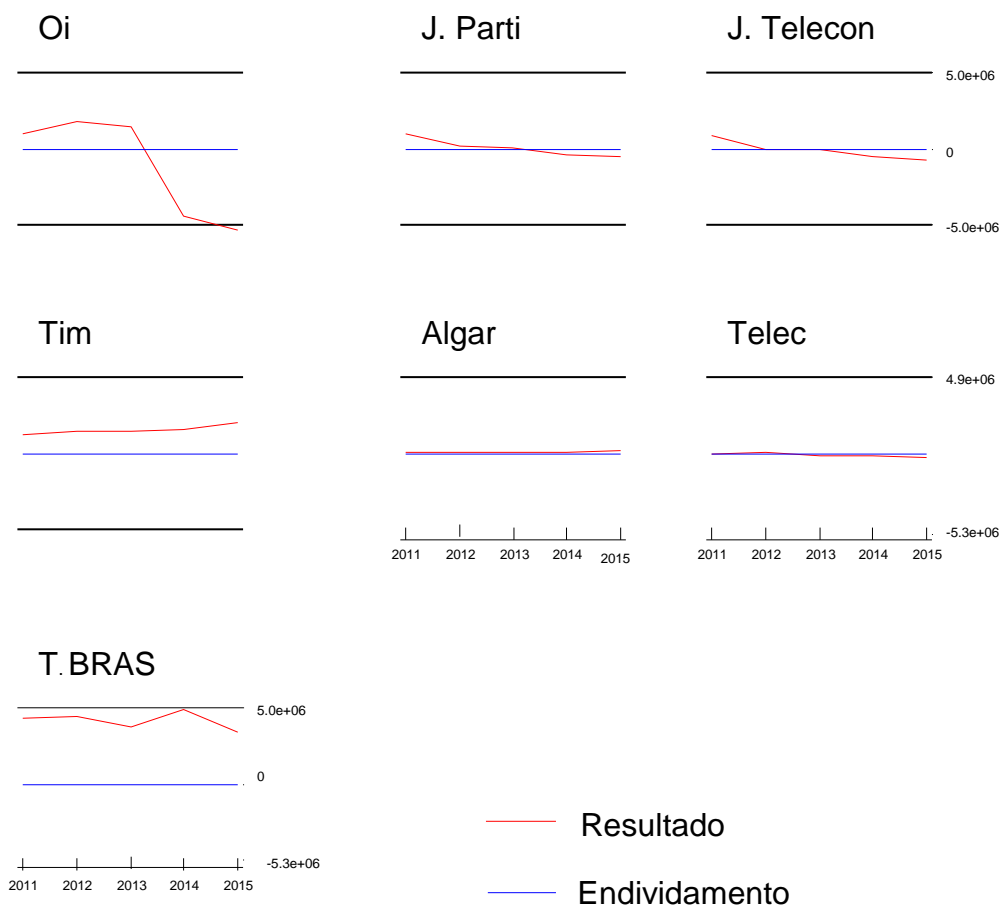 Oi
J. Parti
J. Telecon
5.0e+06
0
-5.0e+06
Tim
Algar
Telec
4.9e+06
-5.3e+06
2011 2012 2013 2014 2015
2011 2012 2013 2014 2015
T. BRAS
5.0e+06
0
-5.3e+06
2011 2012 2013 2014 2015
Resultado
Endividamento